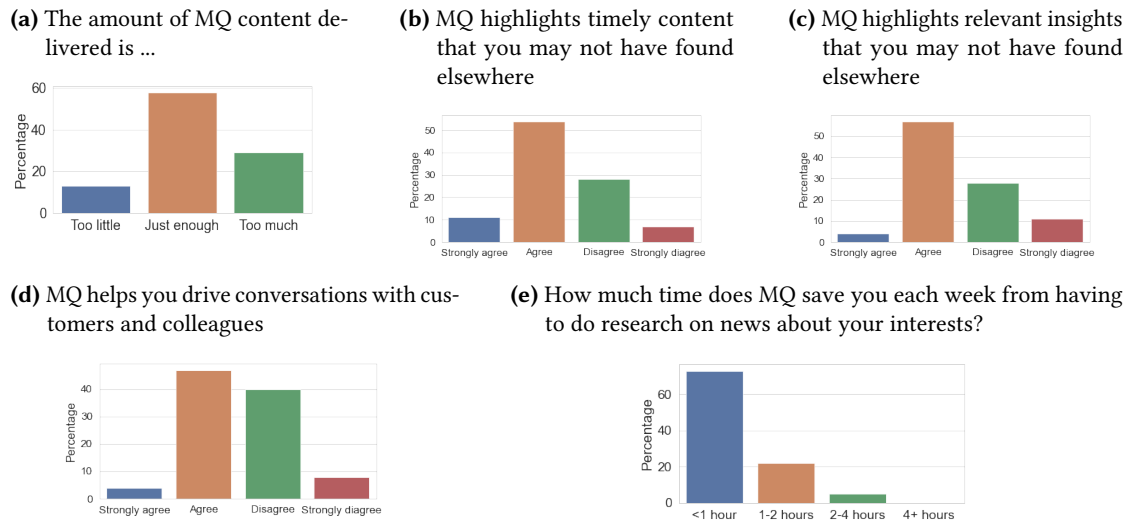 (a) The amount of MQ content de-
livered is ...
60
40
20
0
Percentage
Too little Just enough Too much
(b) MQ highlights timely content
that you may not have found
elsewhere
50
40
30
20
10
0
Percentage
Strongly agree Agree Disagree Strongly diagree
(c) MQ highlights relevant insights
that you may not have found
elsewhere
50
40
30
20
10
0
Percentage
Strongly agree Agree Disagree Strongly diagree
(d) MQ helps you drive conversations with cus-
tomers and colleagues
40
30
20
10
0
Percentage
Strongly agree Agree Disagree Strongly diagree
(e) How much time does MQ save you each week from having
to do research on news about your interests?
60
40
20
0
Percentage
<1 hour 1-2 hours 2-4 hours 4+ hours